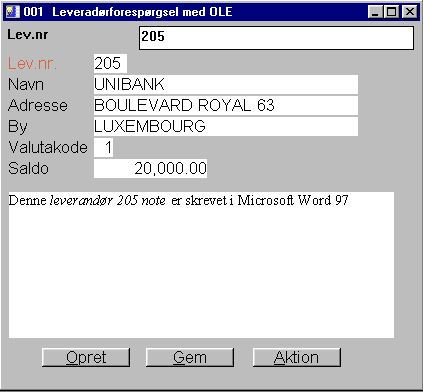 001 Leveradørforespørgsel med OLE
Lev.nr 205
Lev.nr. 205
Navn UNIBANK
Adresse BOULEVARD ROYAL 63
By LUXEMBOURG
Valutakode 1
Saldo 20,000.00
Denne leverandør 205 note er skrevet i Microsoft Word 97
Opret Gem Aktion